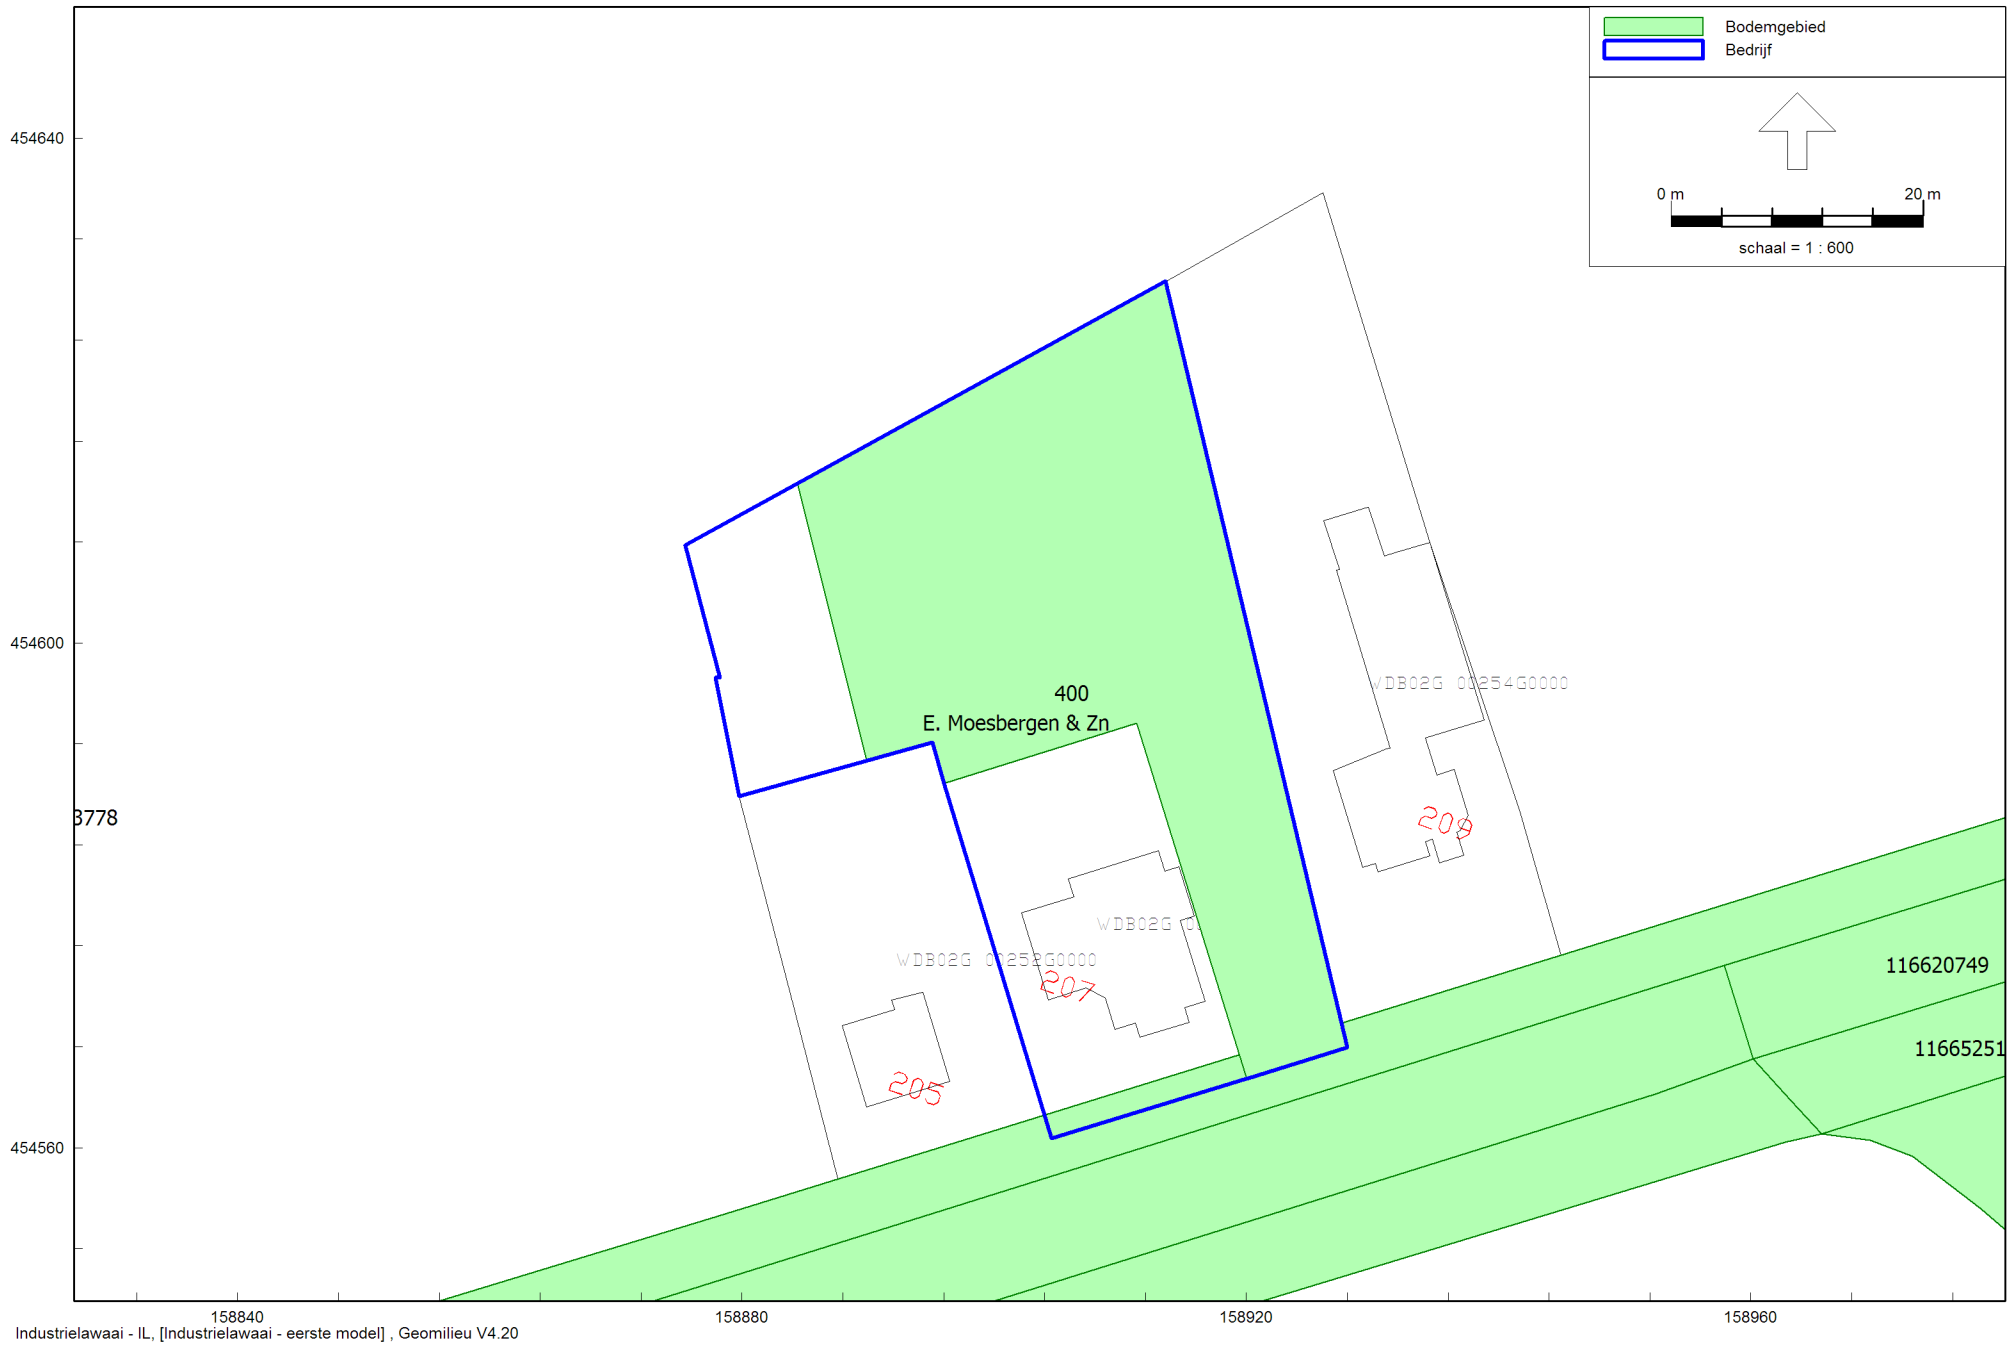 Bodemgebied
Bedrijf
0 m 20 m
schaal = 1 : 600
454640
454600
454560
400
E. Moesbergen & Zn
WDB02G 00254G0000
3778
209
WDB02G
WDB02G 00252G0000
207
205
116620749
11665251
158840 158880 158920 158960
Industrielawaai - IL, [Industrielawaai - eerste model] , Geomilieu V4.20